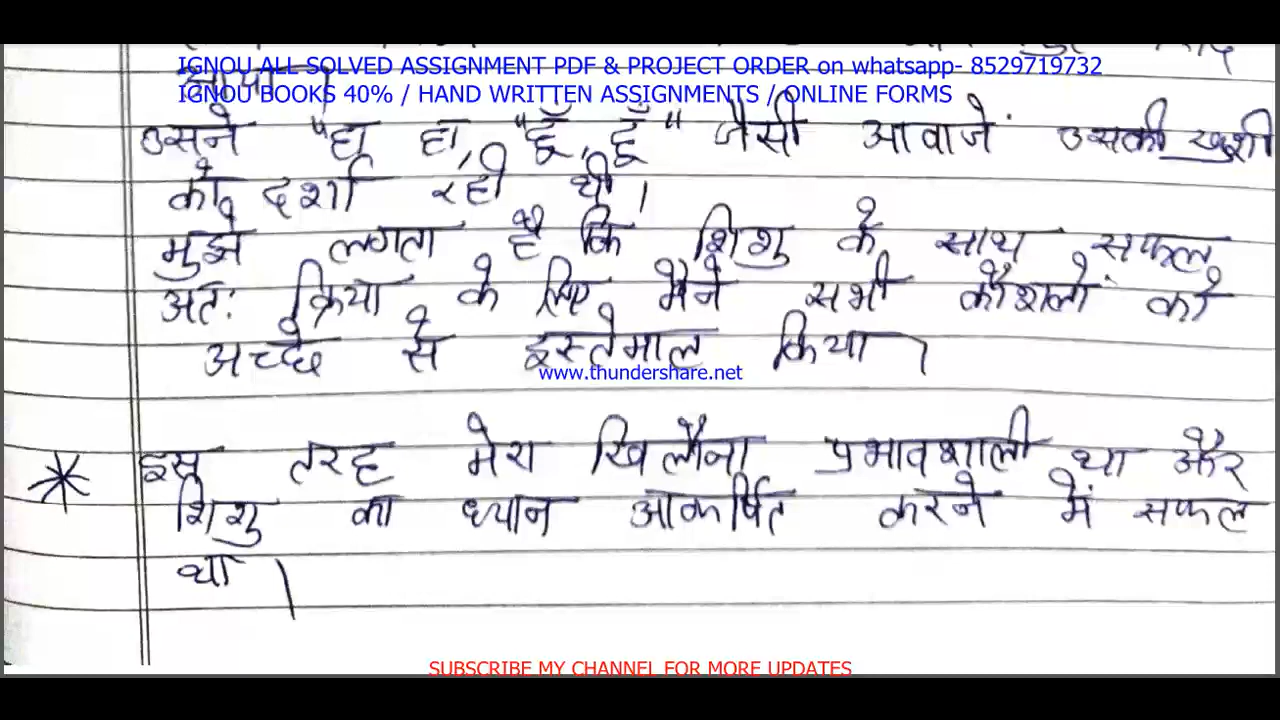 IGNOU ALL SOLVED ASSIGNMENT PDF & PROJECT ORDER on whatsapp- 8529719732
IGNOU BOOKS 40% / HAND WRITTEN ASSIGNMENTS / ONLINE FORMS
उसने "हा हा, "हूँ, हूँ" जैसी आवाजें उसकी खुशी
को दर्शा रही थी।
मुझे लगता है कि शिशु के साथ सफल
अतः क्रिया के लिए मैने सभी कौशलों को
अच्छे से इस्तेमाल किया।
www.thundershare.net
* इस तरह मेरा खिलौना प्रभावशाली था और
शिशु का ध्यान आकर्षित करने में सफल
था।
SUBSCRIBE MY CHANNEL FOR MORE UPDATES